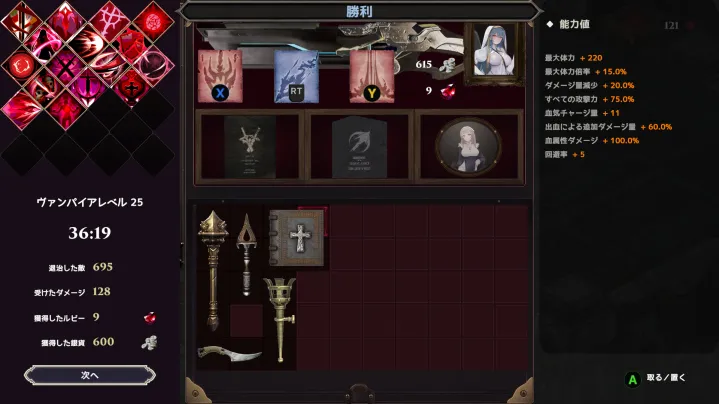 勝利
X
RT
Y
615
9
ヴァンパイアレベル 25
36:19
退治した敵 695
受けたダメージ 128
獲得したルビー 9
獲得した銀貨 600
次へ
能力値
121
最大体力 + 220
最大体力倍率 + 15.0%
ダメージ量減少 + 20.0%
すべての攻撃力 + 75.0%
血気チャージ量 + 11
出血による追加ダメージ量 + 60.0%
血属性ダメージ + 100.0%
回避率 + 5
A 取る／置く